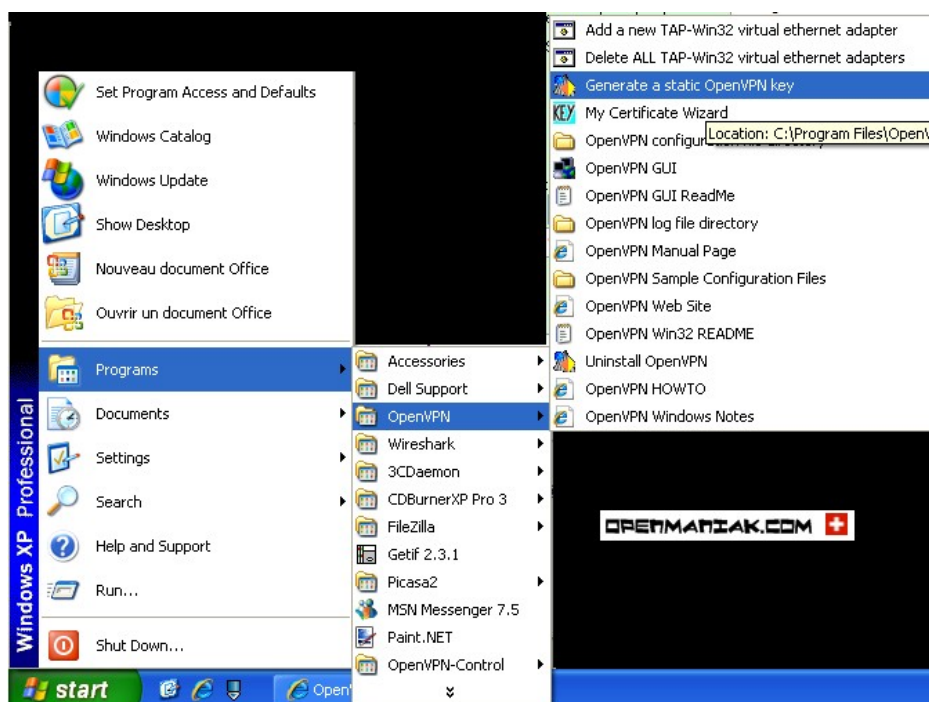 Set Program Access and Defaults
Windows Catalog
Windows Update
Show Desktop
Nouveau document Office
Ouvrir un document Office
Programs
Documents
Settings
Search
Help and Support
Run...
Shut Down...
Windows XP Professional
Accessories
Dell Support
OpenVPN
Wireshark
3CDaemon
CDBurnerXP Pro 3
FileZilla
Getif 2.3.1
Picasa2
MSN Messenger 7.5
Paint.NET
OpenVPN-Control
Add a new TAP-Win32 virtual ethernet adapter
Delete ALL TAP-Win32 virtual ethernet adapters
Generate a static OpenVPN key
KEY My Certificate Wizard
Location: C:\Program Files\Open
OpenVPN directory
OpenVPN GUI
OpenVPN GUI ReadMe
OpenVPN log file directory
OpenVPN Manual Page
OpenVPN Sample Configuration Files
OpenVPN Web Site
OpenVPN Win32 README
Uninstall OpenVPN
OpenVPN HOWTO
OpenVPN Windows Notes
OPENMANIAK.COM
start
Open